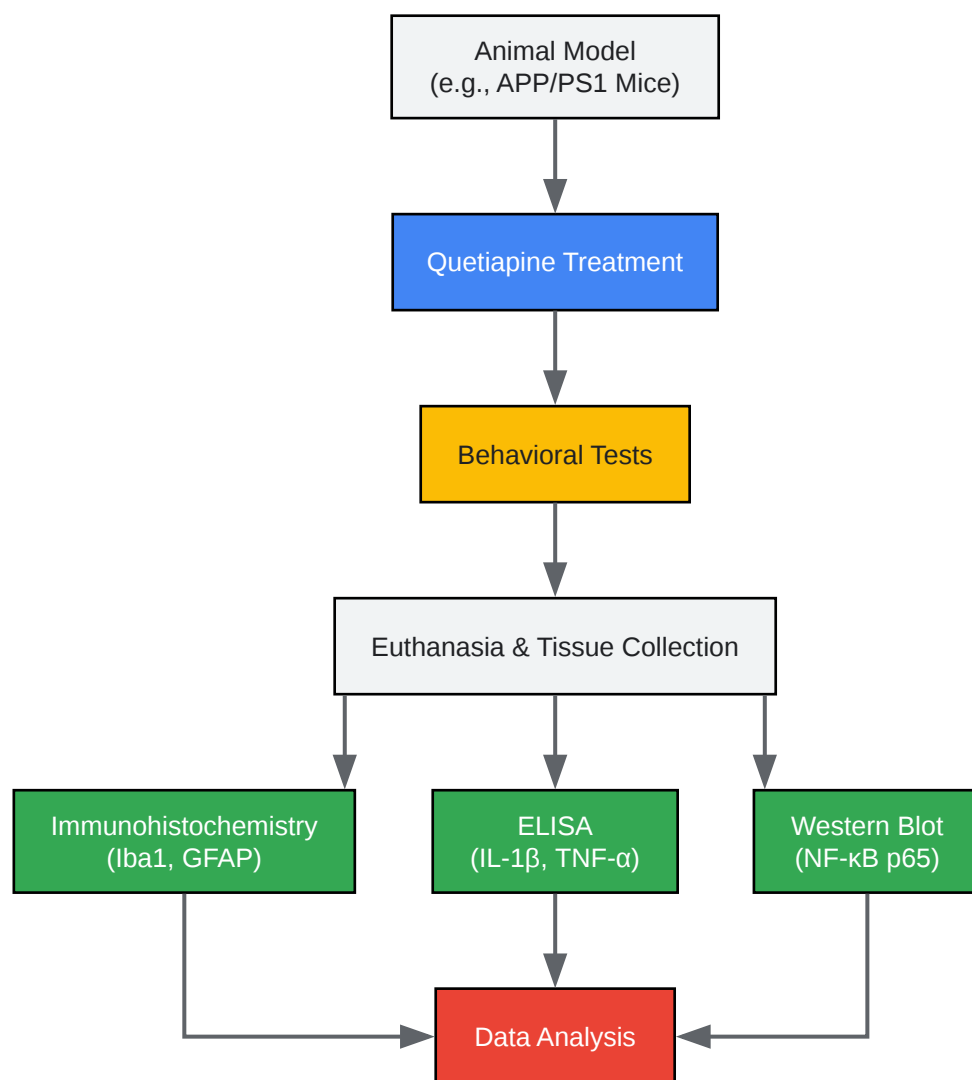 Animal Model
(e.g., APP/PS1 Mice)
Quetiapine Treatment
Behavioral Tests
Euthanasia & Tissue Collection
Immunohistochemistry
(Iba1, GFAP)
ELISA
(IL-1β, TNF-α)
Western Blot
(NF-κB p65)
Data Analysis